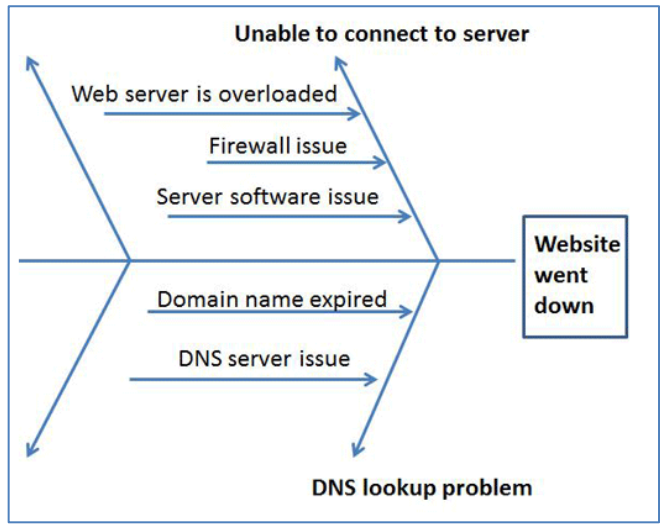 Unable to connect to server
Web server is overloaded
Firewall issue
Server software issue
Website
went
down
Domain name expired
DNS server issue
DNS lookup problem